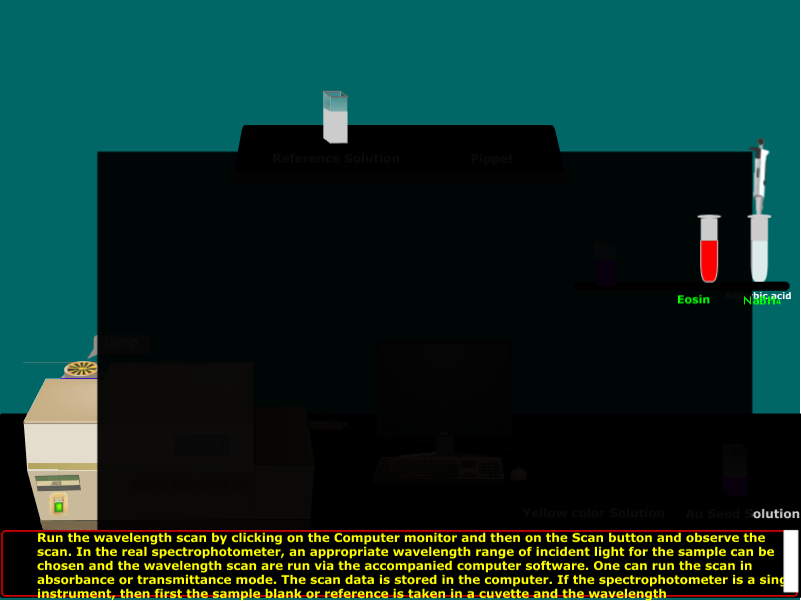 Reference Solution
Pippet
bic acid
Eosin
Yellow color Solution
Au Seed Solution
Run the wavelength scan by clicking on the Computer monitor and then on the Scan button and observe the
scan. In the real spectrophotometer, an appropriate wavelength range of incident light for the sample can be
chosen and the wavelength scan are run via the accompanied computer software. One can run the scan in
absorbance or transmittance mode. The scan data is stored in the computer. If the spectrophotometer is a sing
instrument, then first the sample blank or reference is taken in a cuvette and the wavelength